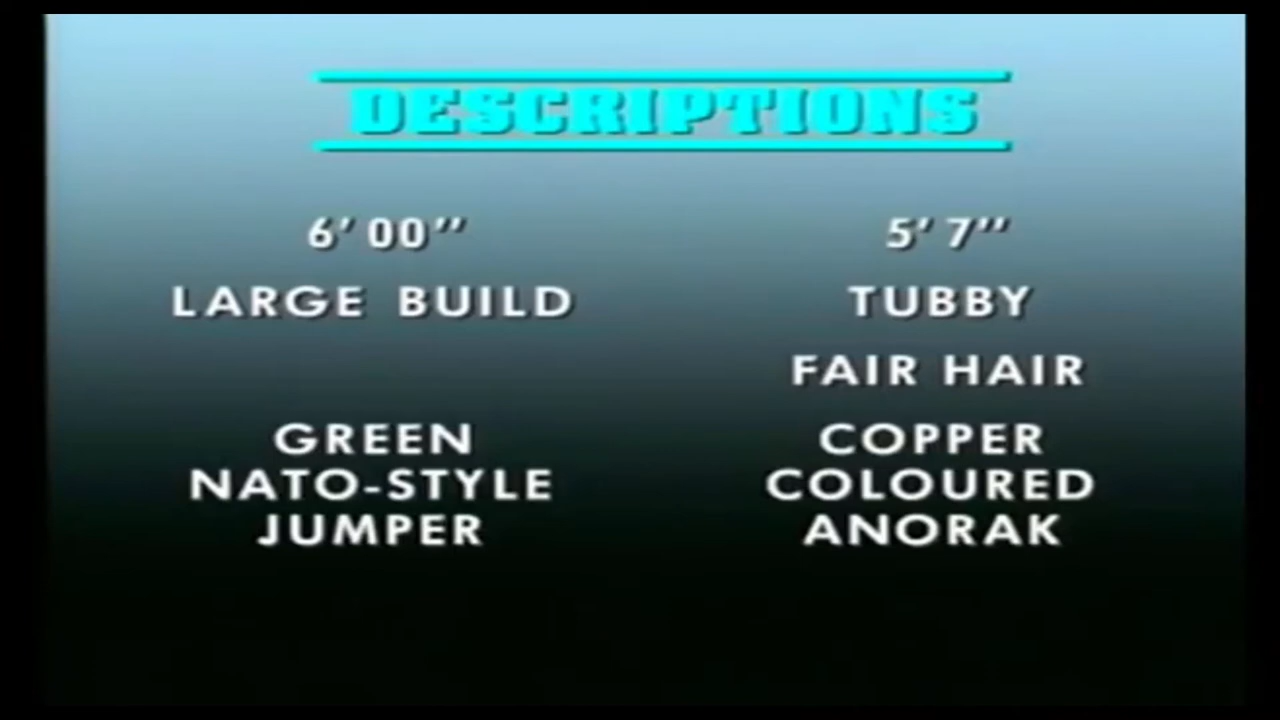 DESCRIPTIONS
6' 00"
LARGE BUILD
GREEN
NATO-STYLE
JUMPER
5' 7"
TUBBY
FAIR HAIR
COPPER
COLOURED
ANORAK